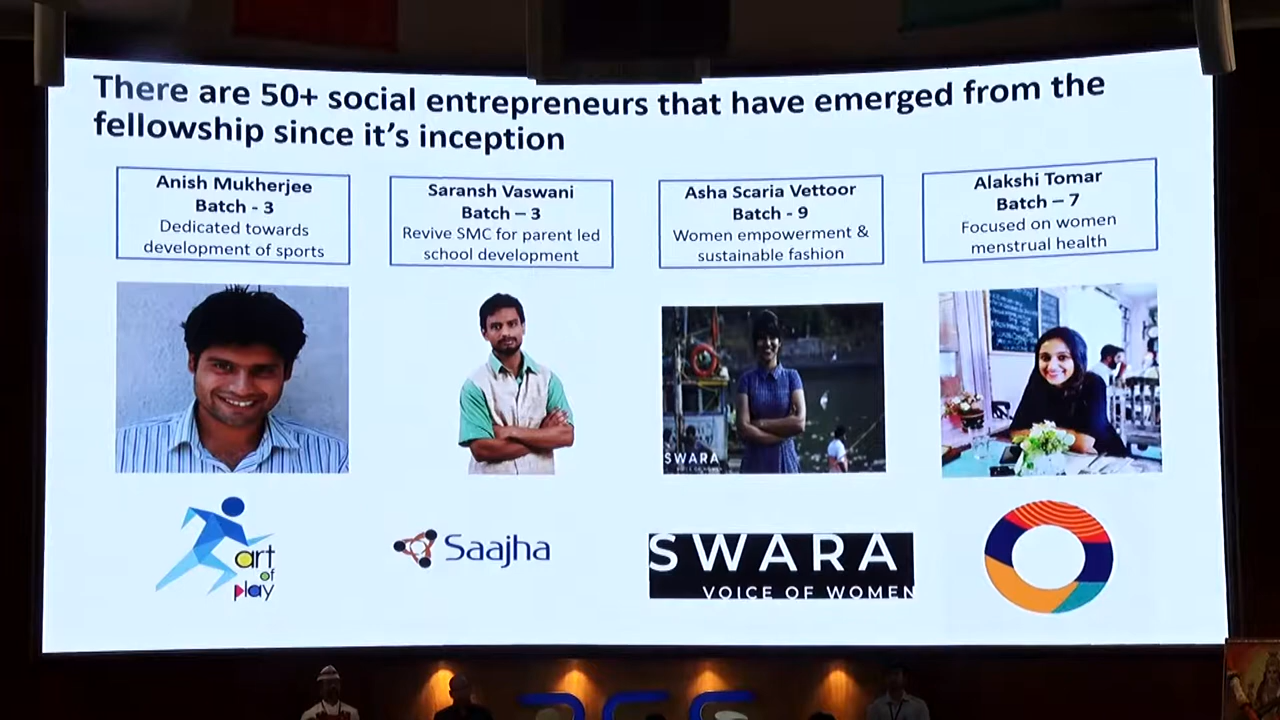 There are 50+ social entrepreneurs that have emerged from the
fellowship since it's inception
Anish Mukherjee
Batch - 3
Dedicated towards
development of sports
Saransh Vaswani
Batch – 3
Revive SMC for parent led
school development
Asha Scaria Vettoor
Batch - 9
Women empowerment &
sustainable fashion
Alakshi Tomar
Batch – 7
Focused on women
menstrual health
SWARA
art
of
play
Saajha
SWARA
VOICE OF WOMEN